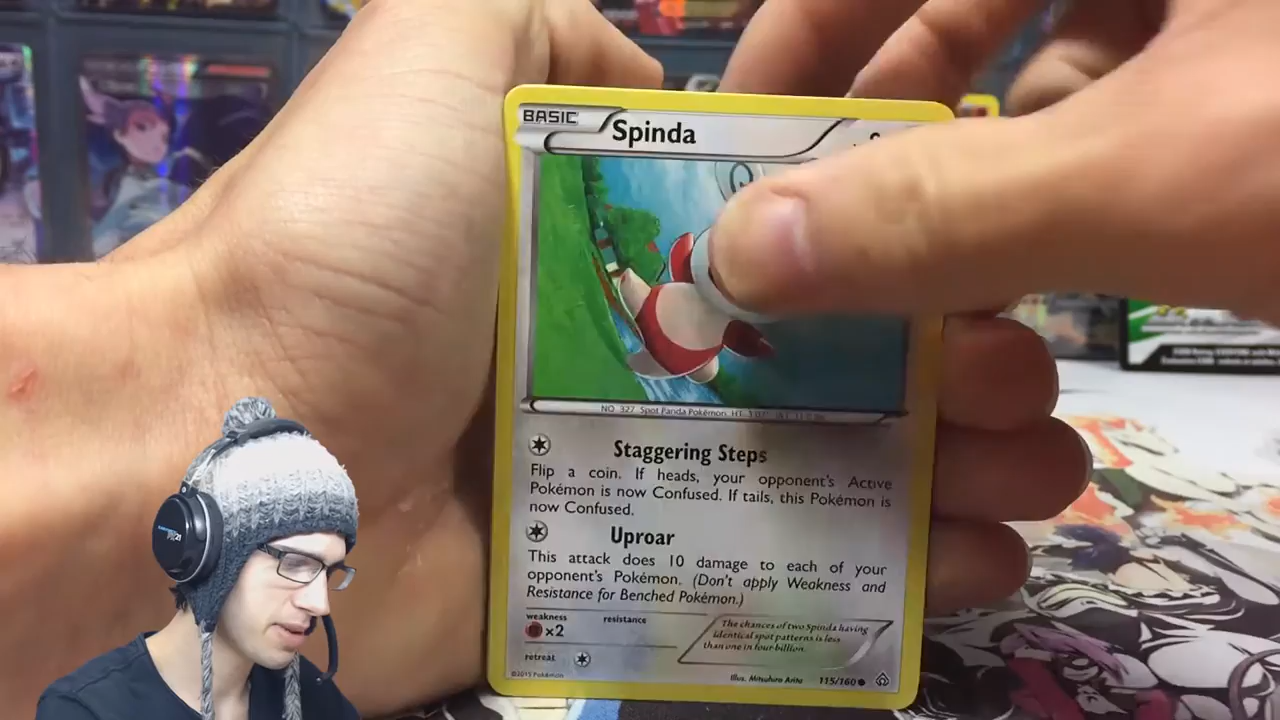 BASIC Spinda
NO. 327 Spot Panda Pokémon. HT
Staggering Steps
Flip a coin. If heads, your opponent's Active
Pokémon is now Confused. If tails, this Pokémon is
now Confused.
Uproar
This attack does 10 damage to each of your
opponent's Pokémon. (Don't apply Weakness and
Resistance for Benched Pokémon.)
weakness resistance
×2
The chances of two Spinda having
identical spot patterns is less
than one in four billion.
retreat
©2015 Pokémon
Illus. Mitsuhiro Arita 115/160